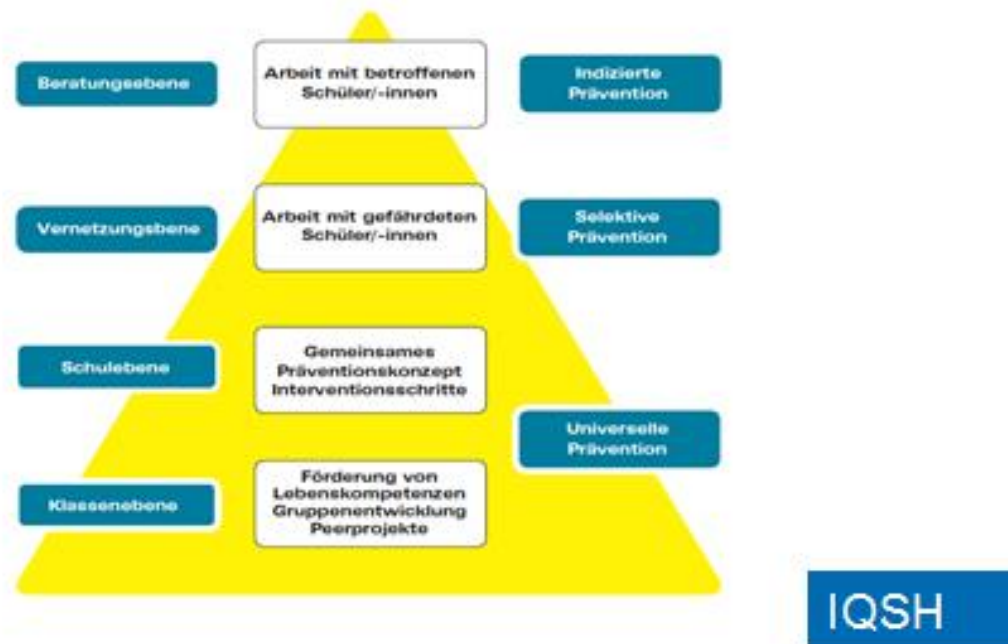 Beratungsebene
Arbeit mit betroffenen
Schüler/-innen
Indizierte
Prävention
Vernetzungsbene
Arbeit mit gefährdeten
Schüler/-innen
Selektive
Prävention
Schulebene
Gemeinsames
Präventionskonzept
Interventionsschritte
Universelle
Prävention
Klassenebene
Förderung von
Lebenskompetenzen
Gruppenentwicklung
Peerprojekte
IQSH